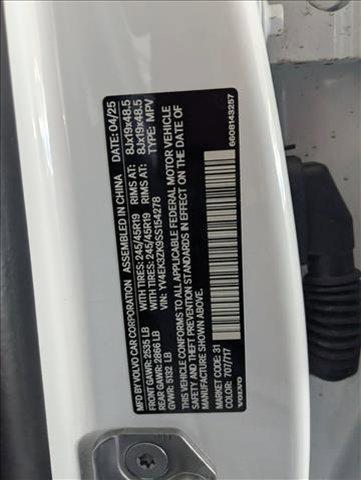 MFD BY VOLVO CAR CORPORATION
ASSEMBLED IN CHINA DATE: 04/25
FRONT GAWR: 2535 LB WITH TIRES: 245/45R19 RIMS AT: 8Jx19x48.5
REAR GAWR: 2866 LB WITH TIRES: 245/45R19 RIMS AT: 8Jx19x48.5
GVWR: 5132 LB VIN: YV4EK3ZK9SS154278 TYPE: MPV
THIS VEHICLE CONFORMS TO ALL APPLICABLE FEDERAL MOTOR VEHICLE
SAFETY AND THEFT PREVENTION STANDARDS IN EFFECT ON THE DATE
OF MANUFACTURE SHOWN ABOVE.
MARKET CODE: 31
COLOR: 707/717
VOLVO 6608143257